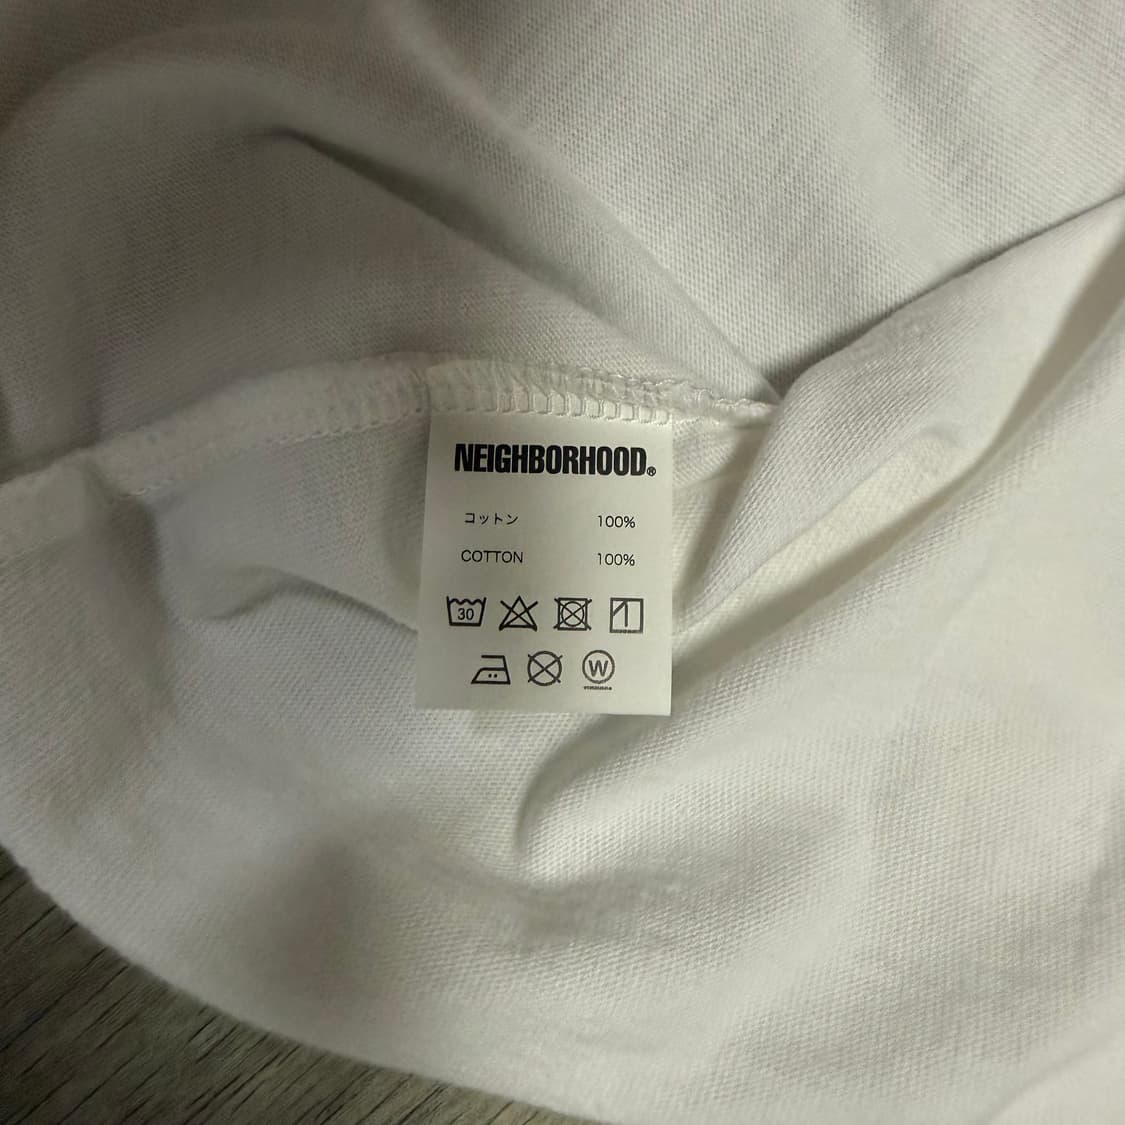 NEIGHBORHOOD®
コットン 100%
COTTON 100%
30
W